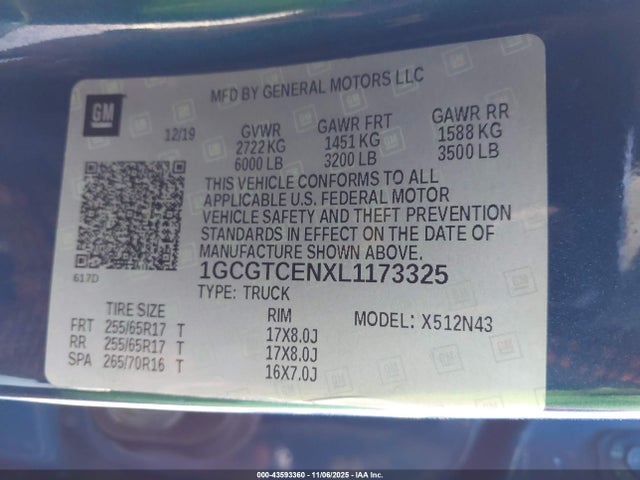 MFD BY GENERAL MOTORS LLC
GM
12/19
GVWR GAWR FRT GAWR RR
2722 KG 1451 KG 1588 KG
6000 LB 3200 LB 3500 LB
THIS VEHICLE CONFORMS TO ALL
APPLICABLE U.S. FEDERAL MOTOR
VEHICLE SAFETY AND THEFT PREVENTION
STANDARDS IN EFFECT ON THE DATE OF
MANUFACTURE SHOWN ABOVE.
617D
1GCGTCENXL1173325
TYPE: TRUCK
TIRE SIZE RIM MODEL: X512N43
FRT 255/65R17 T 17X8.0J
RR 255/65R17 T 17X8.0J
SPA 265/70R16 T 16X7.0J
000-43593360 - 11/06/2025 - IAA Inc.